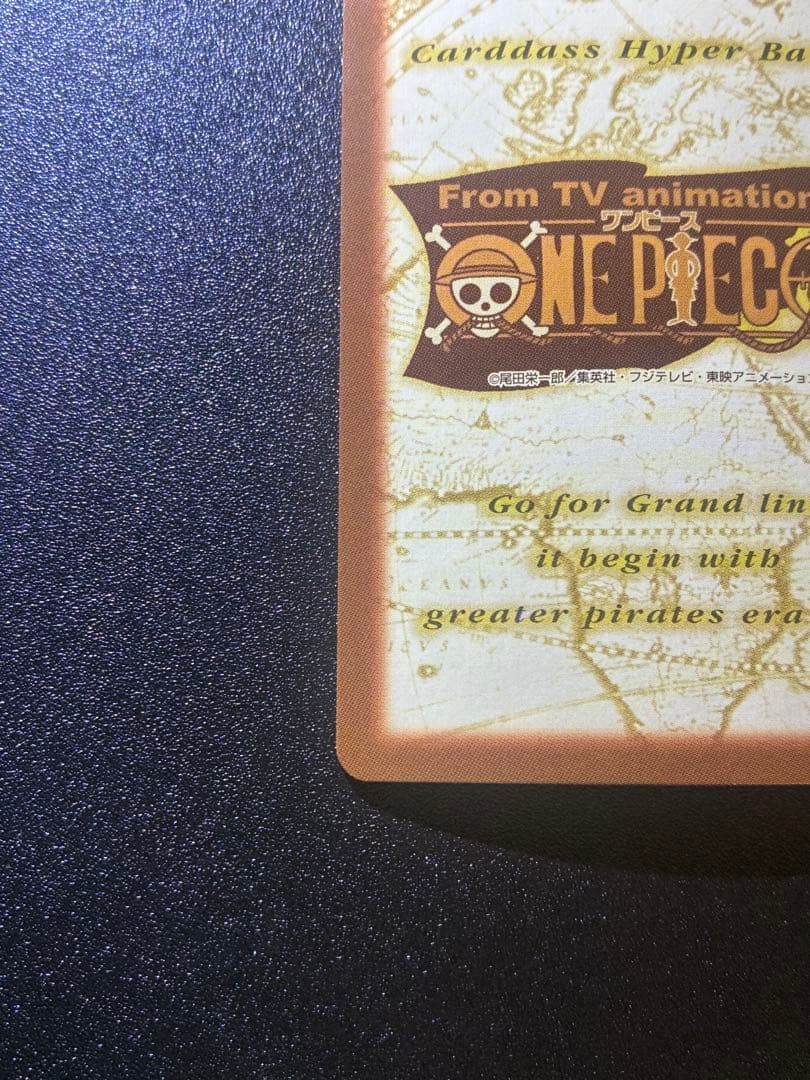 Carddass Hyper Ba
From TV animation
ワンピース
ONE PIECE
©尾田栄一郎／集英社・フジテレビ・東映アニメーショ
Go for Grand lin
it begin with
OCEANVS
greater pirates era